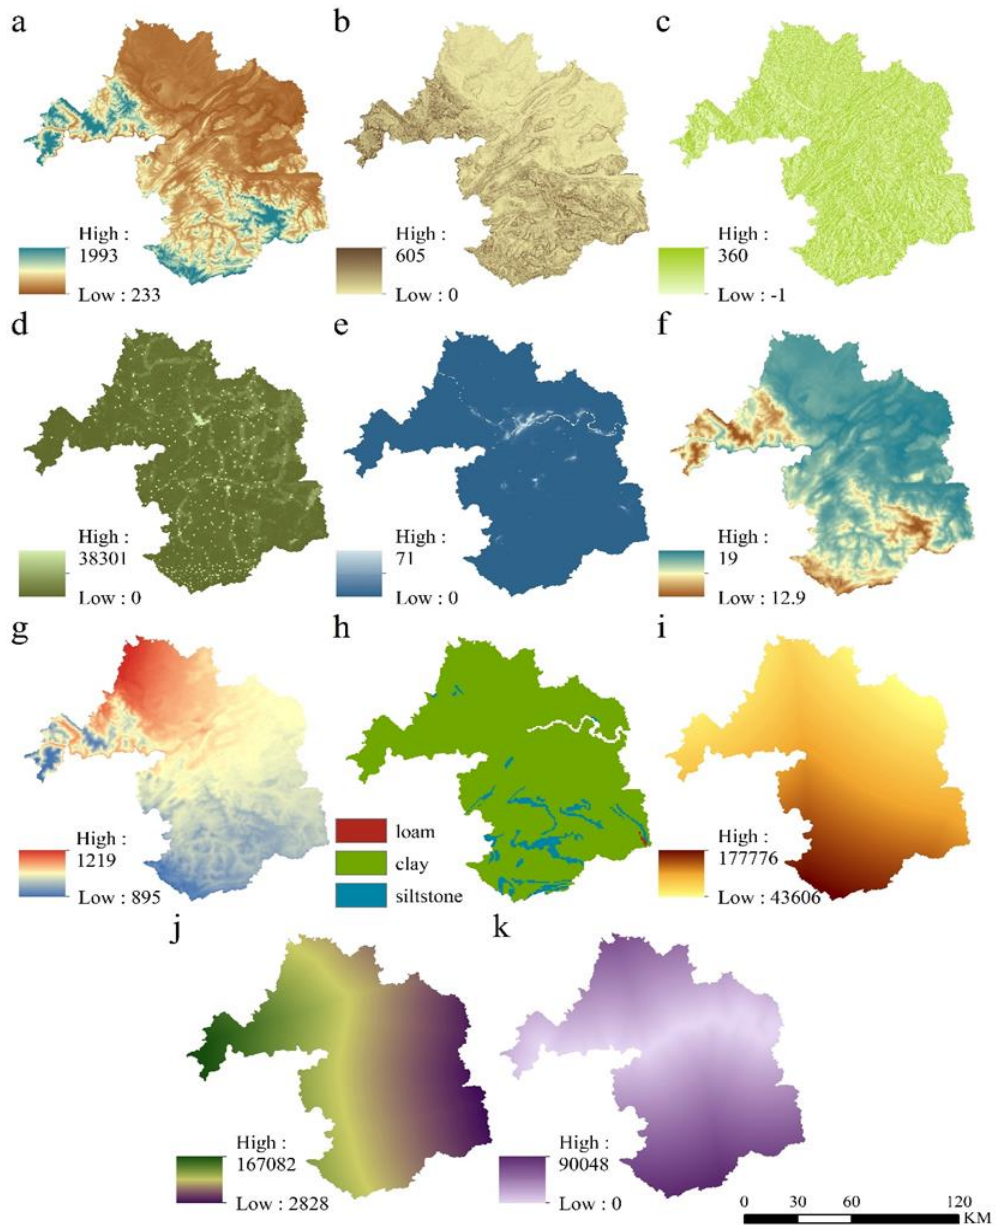 a
High :
1993
Low : 233
b
High :
605
Low : 0
c
High :
360
Low : -1
d
High :
38301
Low : 0
e
High :
71
Low : 0
f
High :
19
Low : 12.9
g
High :
1219
Low : 895
h
loam
clay
siltstone
i
High :
177776
Low : 43606
j
High :
167082
Low : 2828
k
High :
90048
Low : 0
0 30 60 120
KM